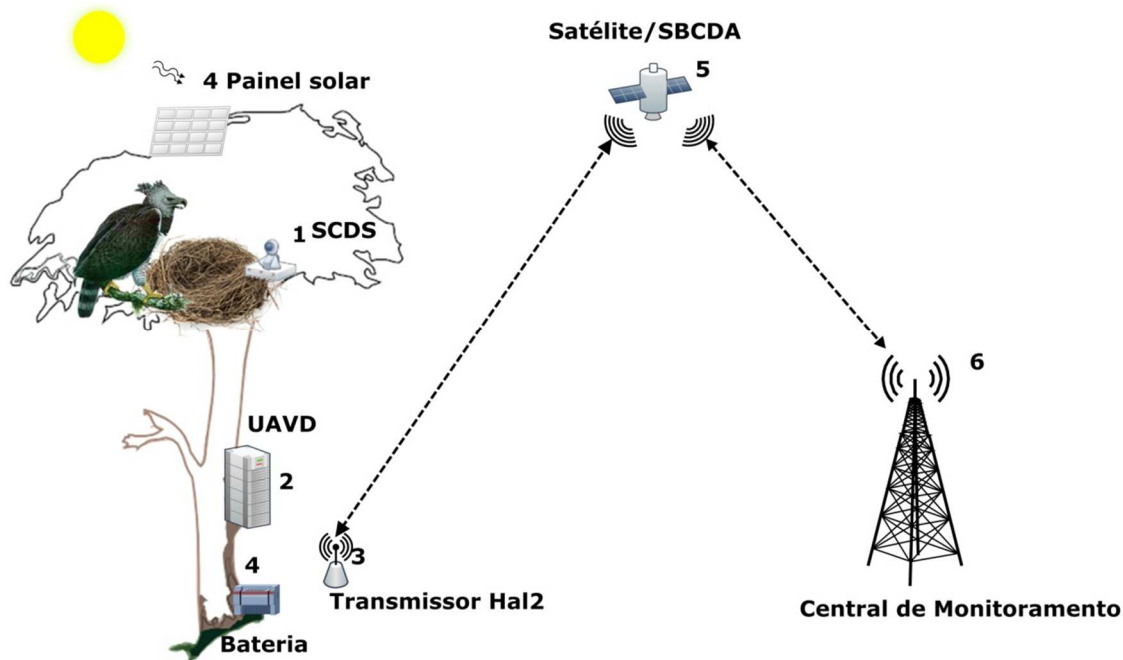 Satélite/SBCDA
5
4 Painel solar
1 SCDS
6
UAVD
2
3
4
Transmissor Hal2
Central de Monitoramento
Bateria